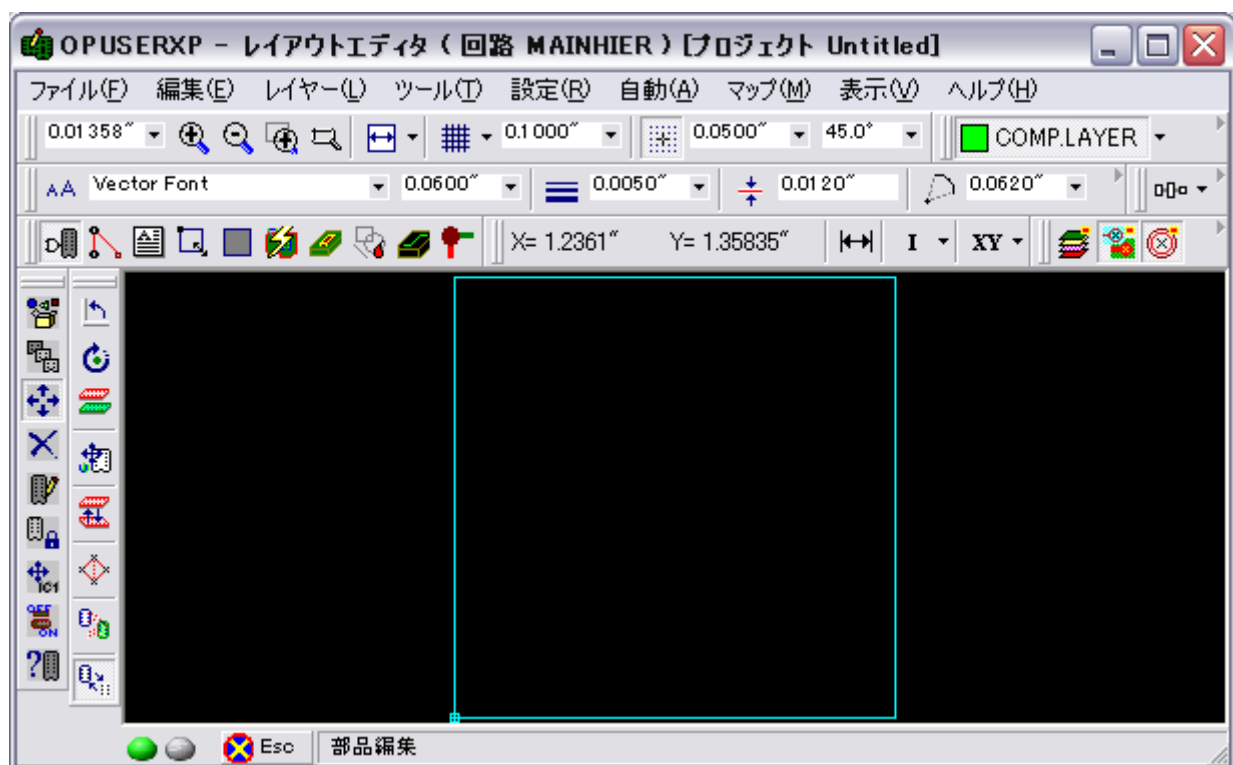 OPUSERXP - レイアウトエディタ ( 回路 MAINHIER ) [プロジェクト Untitled]
ファイル(F) 編集(E) レイヤー(L) ツール(T) 設定(R) 自動(A) マップ(M) 表示(V) ヘルプ(H)
0.01358" 0.1000" 0.0500" 45.0° COMP.LAYER
AA Vector Font 0.0600" 0.0050" 0.0120" 0.0620"
X= 1.2361" Y= 1.35835" I XY
IC1
OFF
ON
Esc 部品編集